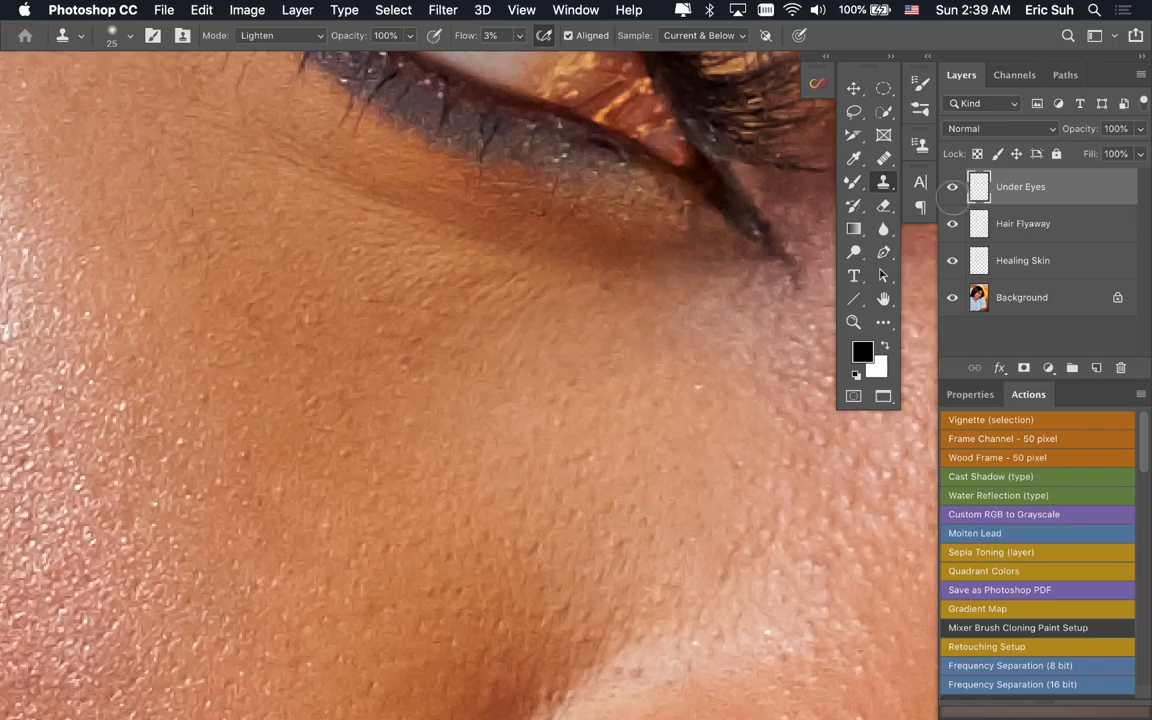 Photoshop CC File Edit Image Layer Type Select Filter 3D View Window Help 100% Sun 2:39 AM Eric Suh
25 Mode: Lighten Opacity: 100% Flow: 3% Aligned Sample: Current & Below
Layers Channels Paths
Kind
Normal Opacity: 100%
Lock: Fill: 100%
Under Eyes
Hair Flyaway
Healing Skin
Background
Properties Actions
Vignette (selection)
Frame Channel - 50 pixel
Wood Frame - 50 pixel
Cast Shadow (type)
Water Reflection (type)
Custom RGB to Grayscale
Molten Lead
Sepia Toning (layer)
Quadrant Colors
Save as Photoshop PDF
Gradient Map
Mixer Brush Cloning Paint Setup
Retouching Setup
Frequency Separation (8 bit)
Frequency Separation (16 bit)